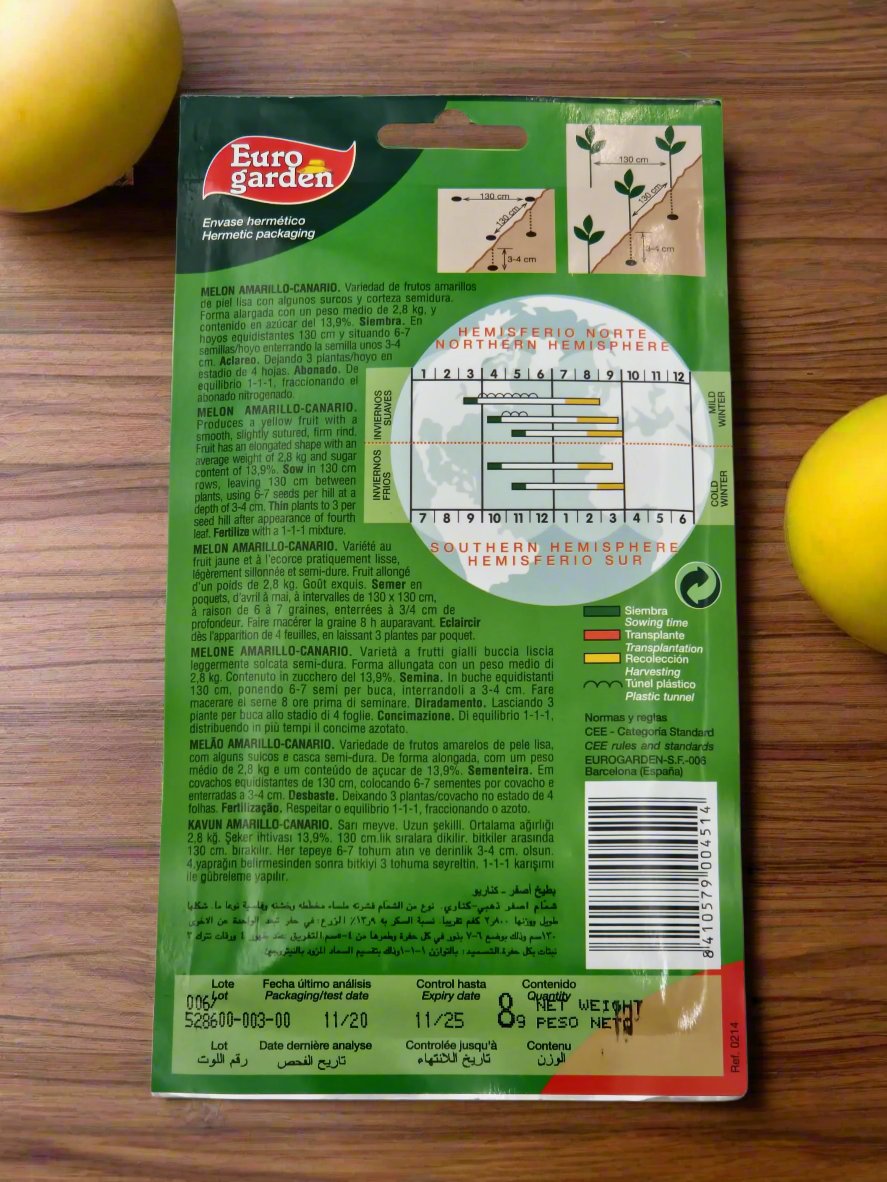 Euro
garden
Envase hermético
Hermetic packaging
130 cm
130 cm
3-4 cm
130 cm
130 cm
3-4 cm
MELON AMARILLO-CANARIO. Variedad de frutos amarillos
de piel lisa con algunos surcos y corteza semidura.
Forma alargada con un peso medio de 2,8 kg, y
contenido en azúcar del 13,9%. Siembra. En
hoyos equidistantes 130 cm y situando 6-7
semillas/hoyo enterrando la semilla unos 3-4
cm. Aclareo. Dejando 3 plantas/hoyo en
estadio de 4 hojas. Abonado. De
equilibrio 1-1-1, fraccionando el
abonado nitrogenado.
MELON AMARILLO-CANARIO.
Produces a yellow fruit with a
smooth, slightly sutured, firm rind.
Fruit has an elongated shape with an
average weight of 2,8 kg and sugar
content of 13,9%. Sow in 130 cm
rows, leaving 130 cm between
plants, using 6-7 seeds per hill at a
depth of 3-4 cm. Thin plants to 3 per
seed hill after appearance of fourth
leaf. Fertilize with a 1-1-1 mixture.
MELON AMARILLO-CANARIO. Variété au
fruit jaune et à l'ecorce pratiquement lisse,
légèrement sillonnée et semi-dure. Fruit allongé
d'un poids de 2,8 kg. Goût exquis. Semer en
poquets, d'avril á mai, à intervalles de 130 x 130 cm,
à raison de 6 à 7 graines, enterrées à 3/4 cm de
profondeur. Faire macérer la graine 8 h auparavant. Eclaircir
dès l'apparition de 4 feuilles, en laissant 3 plantes par poquet.
MELONE AMARILLO-CANARIO. Varietà a frutti gialli buccia liscia
leggermente solcata semi-dura. Forma allungata con un peso medio di
2,8 kg. Contenuto in zucchero del 13,9%. Semina. In buche equidistanti
130 cm, ponendo 6-7 semi per buca, interrandoli a 3-4 cm. Fare
macerare il seme 8 ore prima di seminare. Diradamento. Lasciando 3
piante per buca allo stadio di 4 foglie. Concimazione. Di equilibrio 1-1-1,
distribuendo in più tempi il concime azotato.
MELÃO AMARILLO-CANARIO. Variedade de frutos amarelos de pele lisa,
com alguns sulcos e casca semi-dura. De forma alongada, com um peso
médio de 2,8 kg e um conteúdo de açucar de 13,9%. Sementeira. Em
covachos equidistantes de 130 cm, colocando 6-7 sementes por covacho e
enterradas a 3-4 cm. Desbaste. Deixando 3 plantas/covacho no estado de 4
folhas. Fertilização. Respeitar o equilibrio 1-1-1, fraccionando o azoto.
KAVUN AMARILLO-CANARIO. Sarı meyve. Uzun şekilli. Ortalama ağırlığı
2,8 kğ. Şeker ihtivası 13,9%. 130 cm.lik sıralara dikilir. bitkiler arasında
130 cm. bırakılır. Her tepeye 6-7 tohum atın ve derinlik 3-4 cm. olsun.
4.yaprağın belirmesinden sonra bitkiyi 3 tohuma seyreltin. 1-1-1 karışımı
ile gübreleme yapılır.
بطيخ أصفر - كناريو
HEMISFERIO NORTE
NORTHERN HEMISPHERE
1 2 3 4 5 6 7 8 9 10 11 12
INVIERNOS
SUAVES
MILD
WINTER
INVIERNOS
FRIOS
COLD
WINTER
7 8 9 10 11 12 1 2 3 4 5 6
SOUTHERN HEMISPHERE
HEMISFERIO SUR
Siembra
Sowing time
Transplante
Transplantation
Recolección
Harvesting
Túnel plástico
Plastic tunnel
Normas y reglas
CEE - Categoría Standard
CEE rules and standards
EUROGARDEN-S.F.-006
Barcelona (España)
8 410579 004514
Lote
Lot
Fecha último análisis
Packaging/test date
Control hasta
Expiry date
Contenido
Quantity
006/
528600-003-00 11/20 11/25
8g NET WEIGHT
PESO NETO
Lot
Date dernière analyse
Controlée jusqu'à
Contenu
رقم اللوت
تاريخ الفحص
تاريخ اللانتهاء
الوزن
Ref. 0214